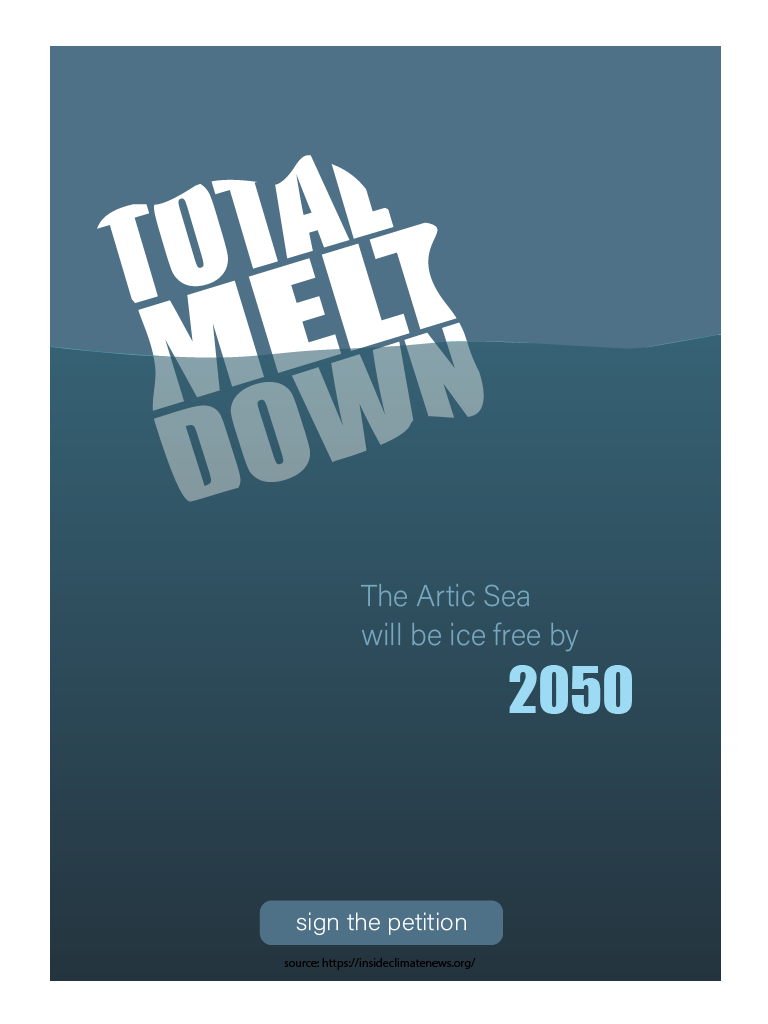 TOTAL
MELT
DOWN
The Artic Sea
will be ice free by
2050
sign the petition
source: https://insideclimatenews.org/